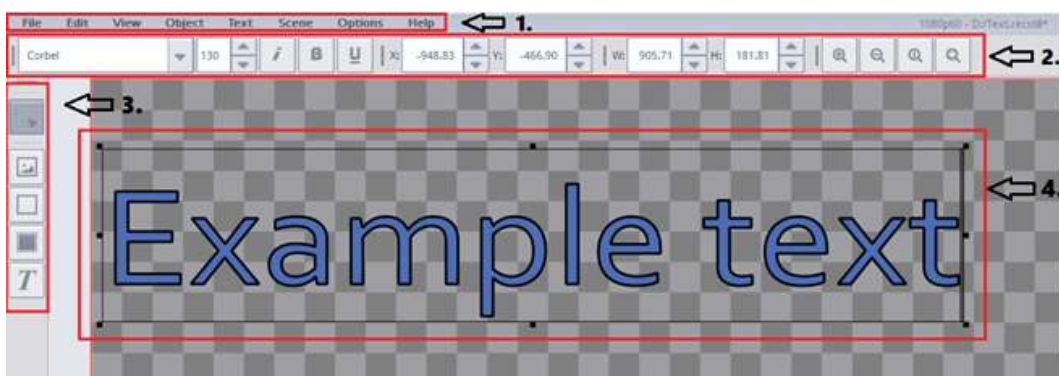 File Edit View Object Text Scene Options Help 1.
Corbel 130 i B U X: -948.83 Y: -466.90 W: 905.71 H: 181.81 2.
3.
T
Example text
4.